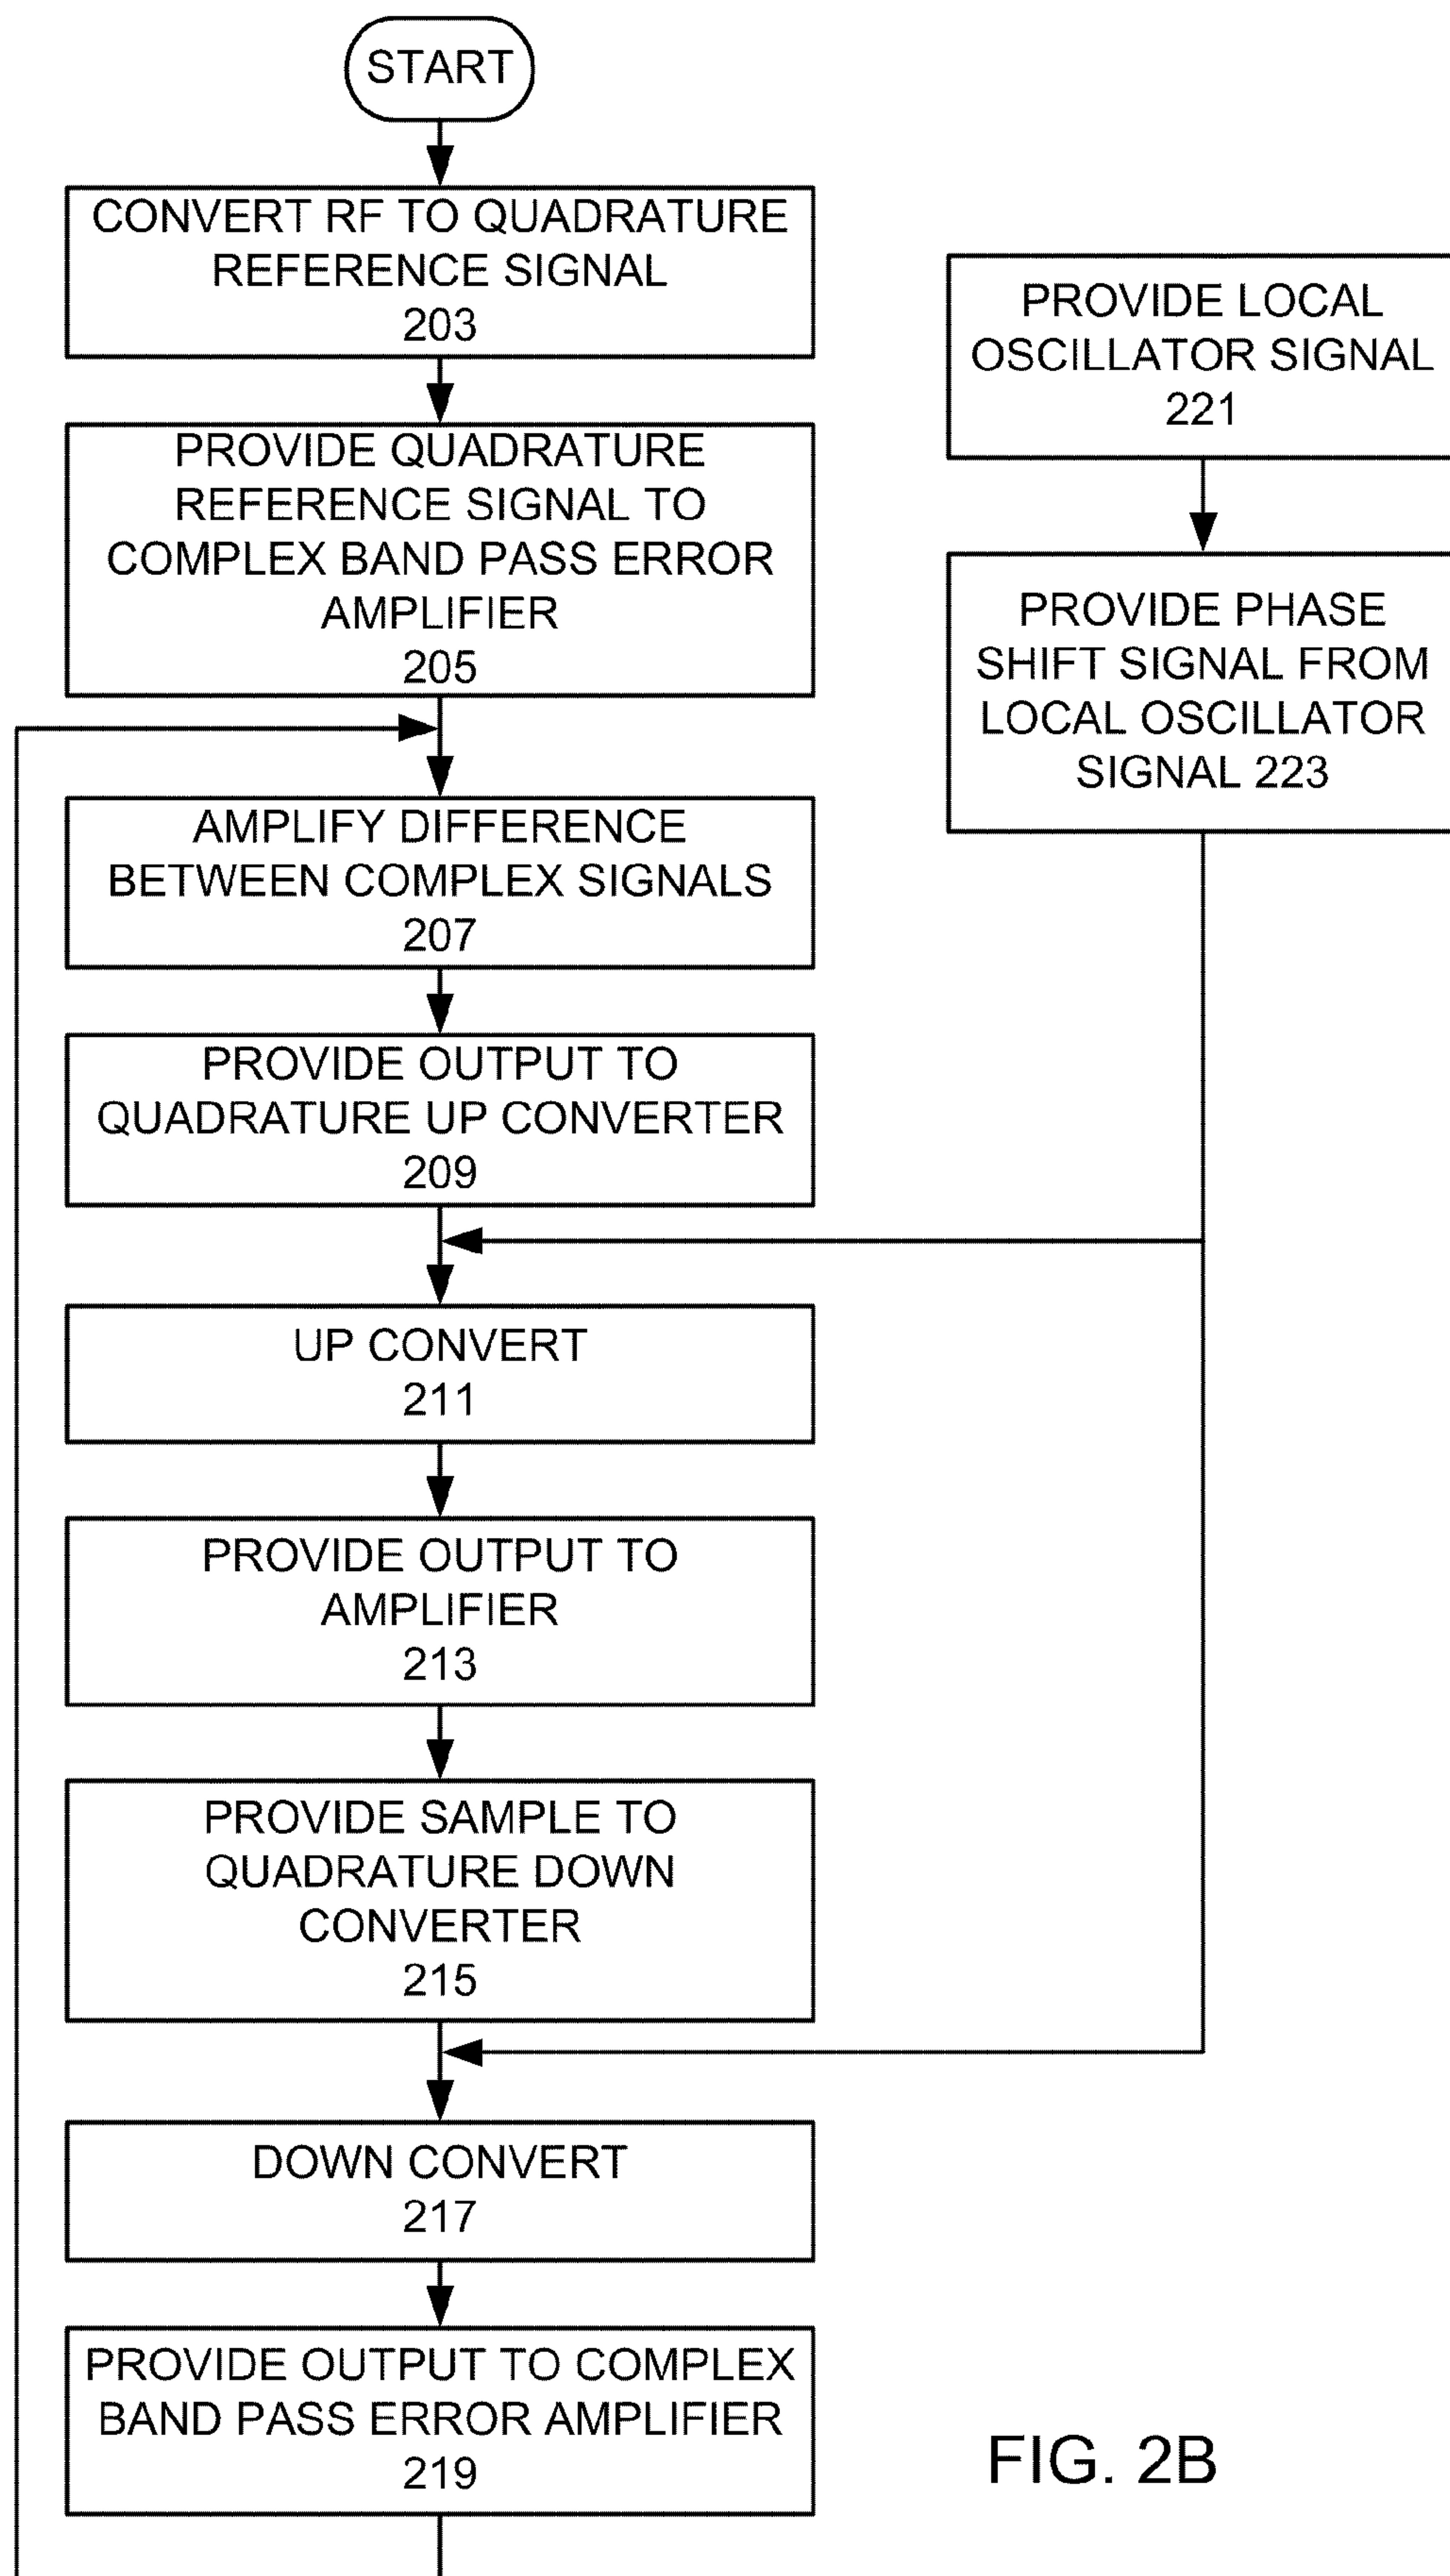 START
CONVERT RF TO QUADRATURE
REFERENCE SIGNAL
203
PROVIDE QUADRATURE
REFERENCE SIGNAL TO
COMPLEX BAND PASS ERROR
AMPLIFIER
205
AMPLIFY DIFFERENCE
BETWEEN COMPLEX SIGNALS
207
PROVIDE OUTPUT TO
QUADRATURE UP CONVERTER
209
UP CONVERT
211
PROVIDE OUTPUT TO
AMPLIFIER
213
PROVIDE SAMPLE TO
QUADRATURE DOWN
CONVERTER
215
DOWN CONVERT
217
PROVIDE OUTPUT TO COMPLEX
BAND PASS ERROR AMPLIFIER
219
PROVIDE LOCAL
OSCILLATOR SIGNAL
221
PROVIDE PHASE
SHIFT SIGNAL FROM
LOCAL OSCILLATOR
SIGNAL 223
FIG. 2B